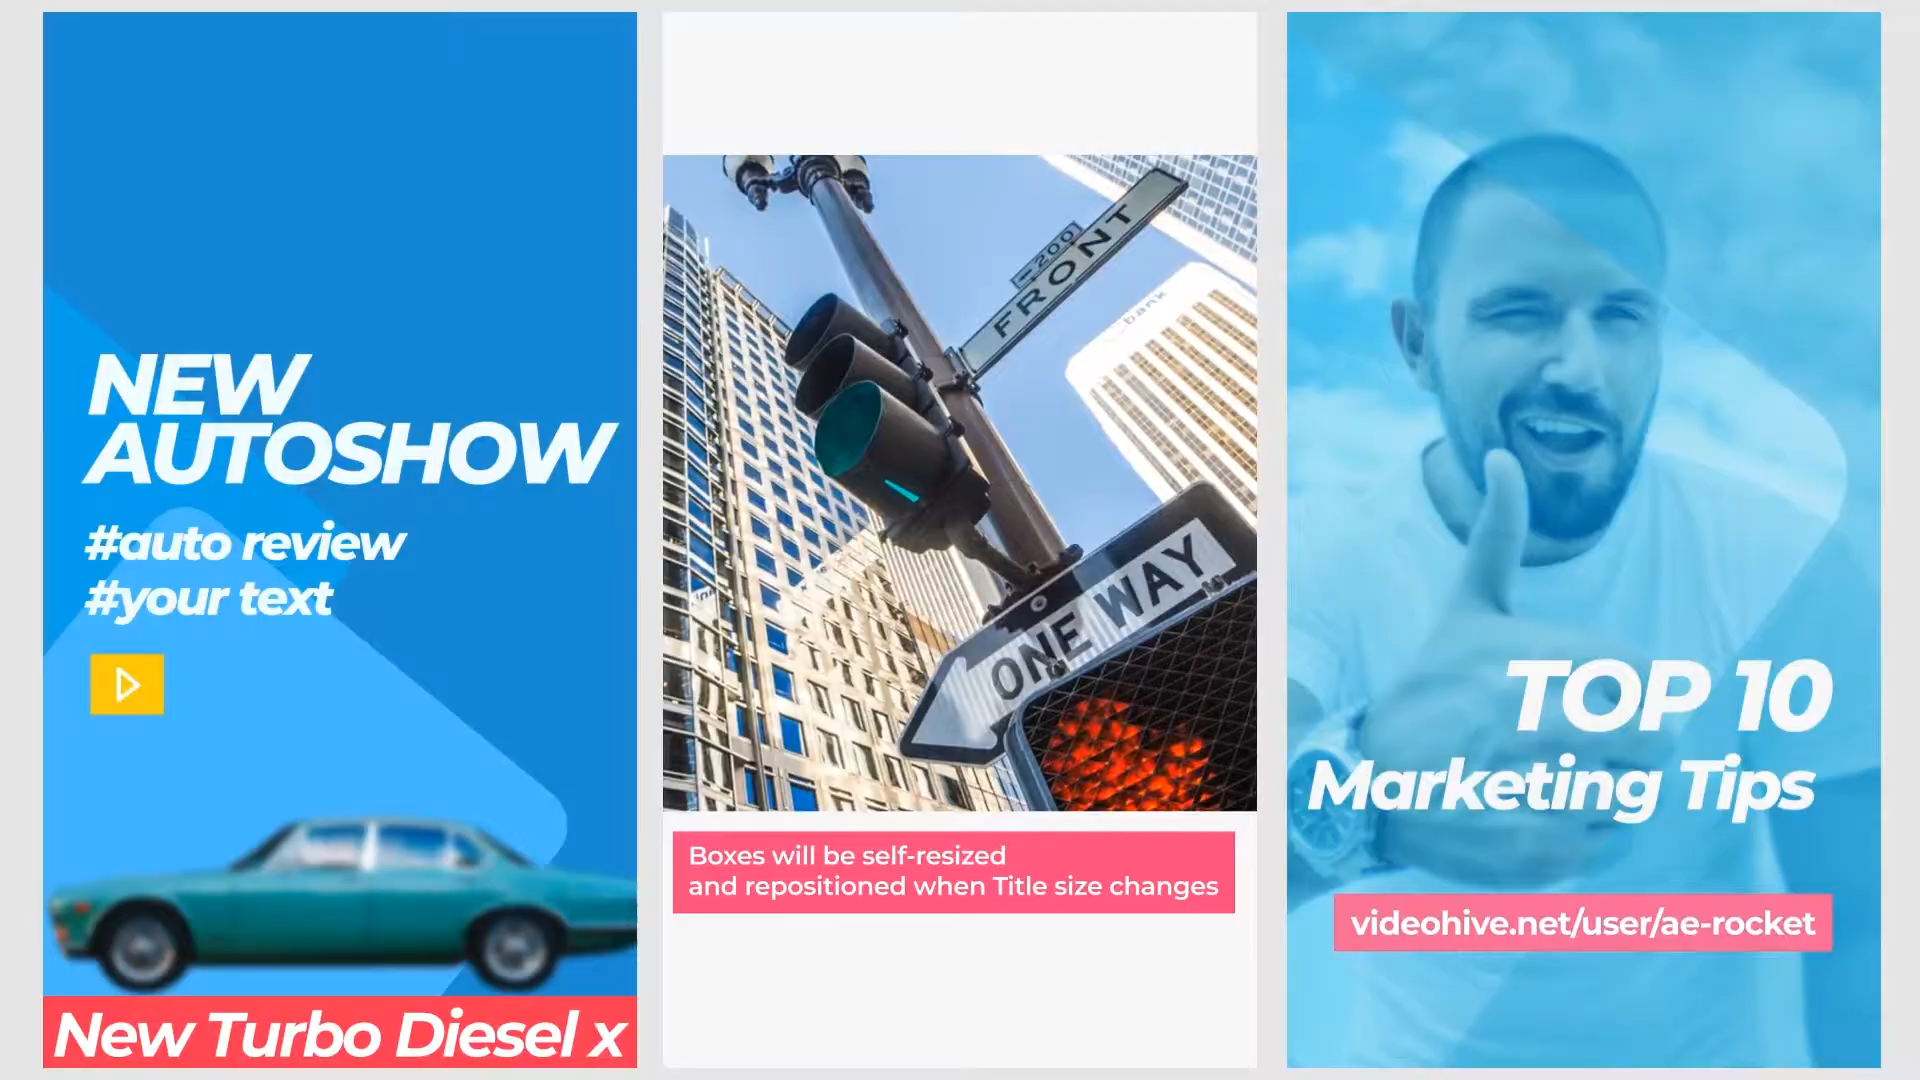 NEW
AUTOSHOW
#auto review
#your text
New Turbo Diesel x
200
FRONT
bank
ONE WAY
Boxes will be self-resized
and repositioned when Title size changes
TOP 10
Marketing Tips
videohive.net/user/ae-rocket